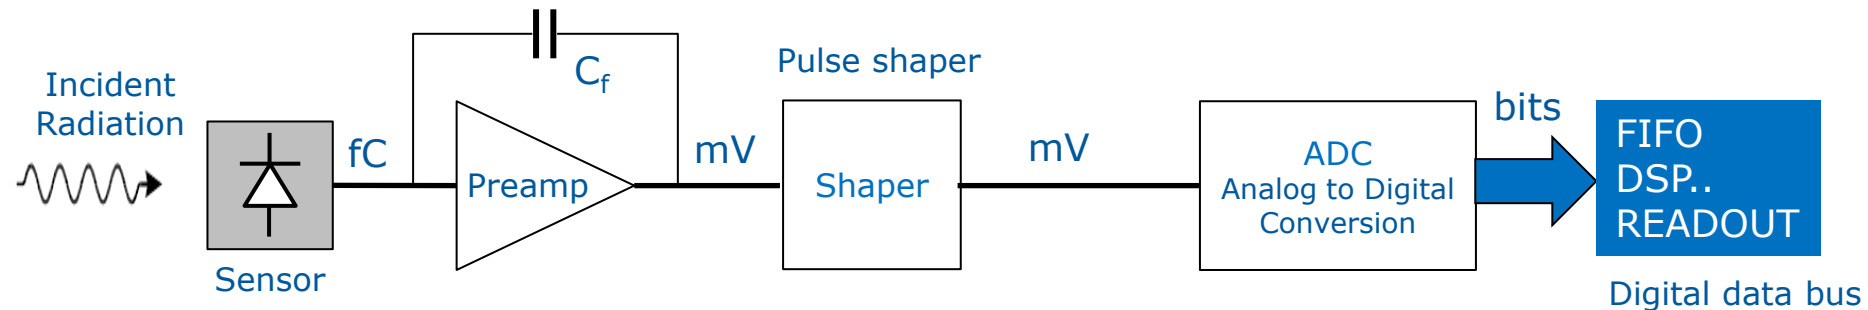 Incident
Radiation
Sensor
fC
C_f
Preamp
mV
Pulse shaper
Shaper
mV
ADC
Analog to Digital
Conversion
bits
FIFO
DSP..
READOUT
Digital data bus